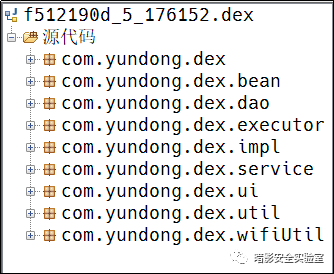 f512190d_5_176152.dex
源代码
com.yundong.dex
com.yundong.dex.bean
com.yundong.dex.dao
com.yundong.dex.executor
com.yundong.dex.impl
com.yundong.dex.service
com.yundong.dex.ui
com.yundong.dex.util
com.yundong.dex.wifiUtil
暗影安全实验室